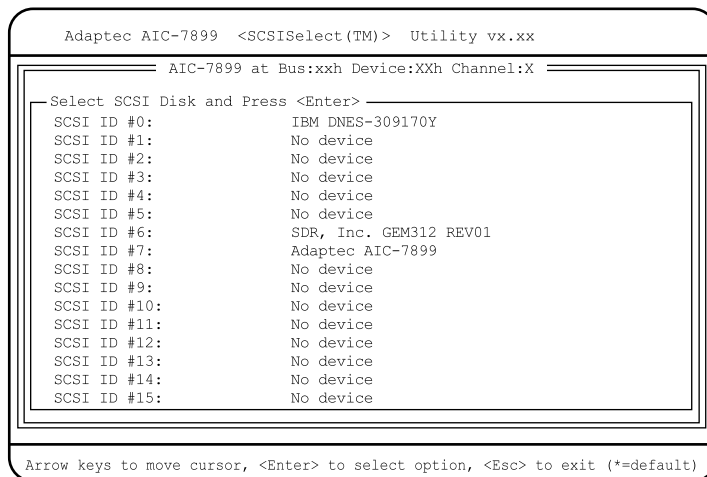 Adaptec AIC-7899 <SCSISelect(TM)> Utility vx.xx
AIC-7899 at Bus:xxh Device:XXh Channel:X
Select SCSI Disk and Press <Enter>
SCSI ID #0: IBM DNES-309170Y
SCSI ID #1: No device
SCSI ID #2: No device
SCSI ID #3: No device
SCSI ID #4: No device
SCSI ID #5: No device
SCSI ID #6: SDR, Inc. GEM312 REV01
SCSI ID #7: Adaptec AIC-7899
SCSI ID #8: No device
SCSI ID #9: No device
SCSI ID #10: No device
SCSI ID #11: No device
SCSI ID #12: No device
SCSI ID #13: No device
SCSI ID #14: No device
SCSI ID #15: No device
Arrow keys to move cursor, <Enter> to select option, <Esc> to exit (*=default)